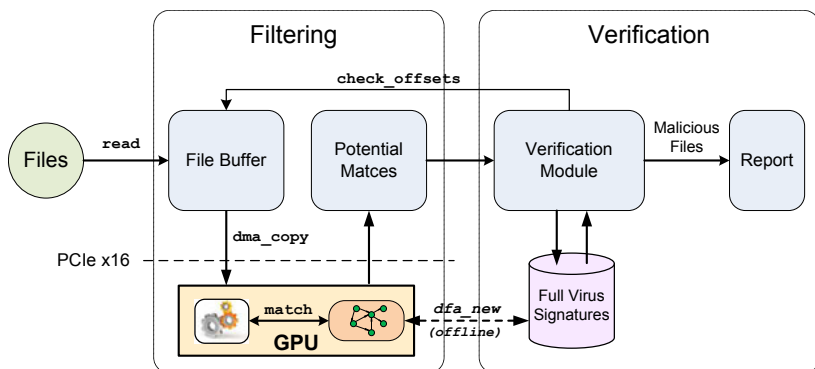 Filtering
Verification
check_offsets
Files
read
File Buffer
Potential
Matces
Verification
Module
Malicious
Files
Report
dma_copy
PCIe x16
match
GPU
dfa_new
(offline)
Full Virus
Signatures